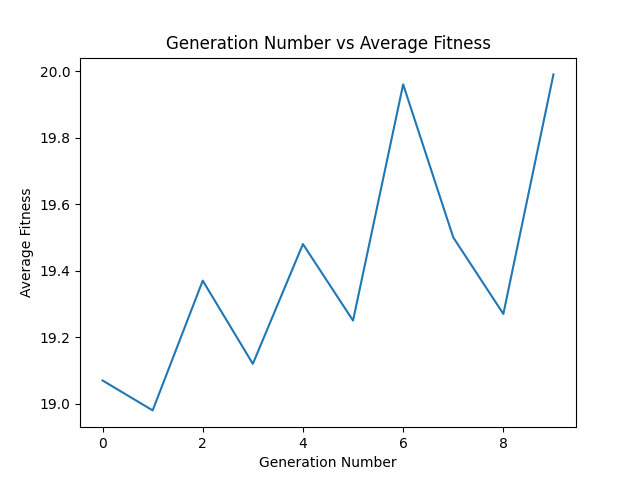 Generation Number vs Average Fitness
20.0
19.8
19.6
19.4
19.2
19.0
Average Fitness
0 2 4 6 8
Generation Number